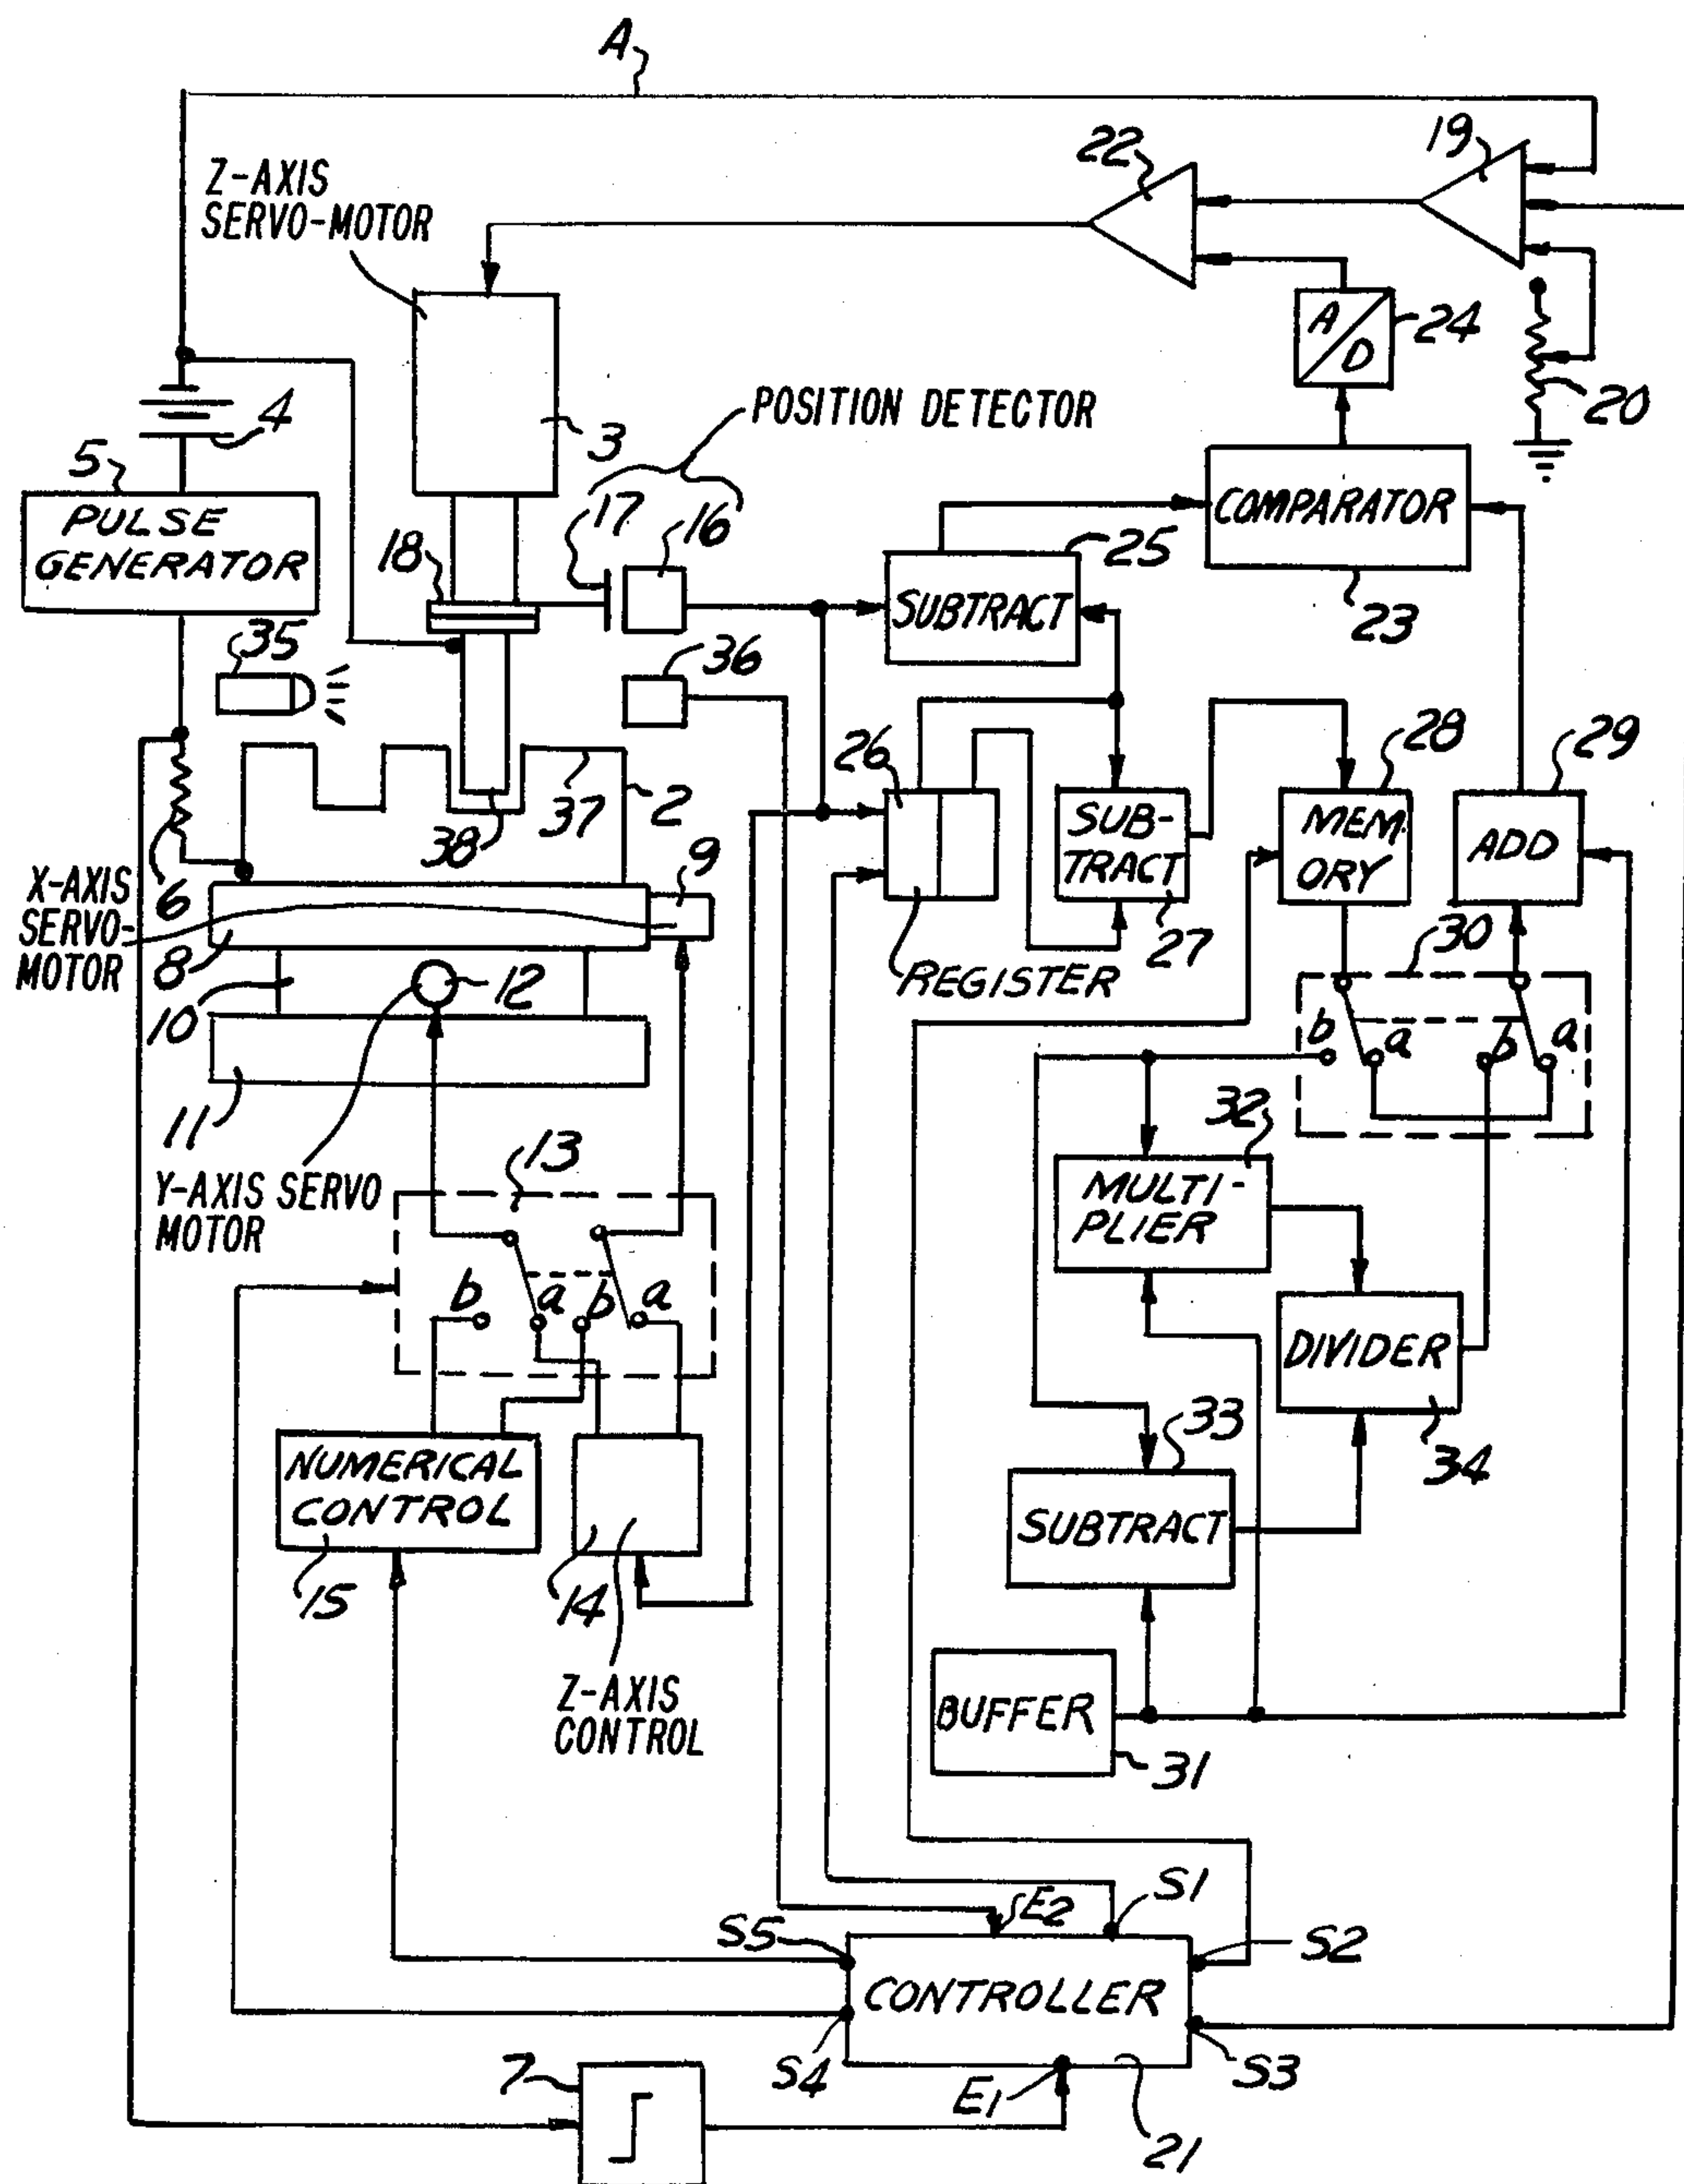 A
Z-AXIS
SERVO-MOTOR
22
19
A/D
24
20
4
3
5
PULSE
GENERATOR
POSITION DETECTOR
17
16
18
25
SUBTRACT
COMPARATOR
23
35
36
26
28
29
37
2
38
6
9
SUB-
TRACT
27
MEM
ORY
ADD
X-AXIS
SERVO-
MOTOR
8
REGISTER
30
10
12
b
a
b
a
11
Y-AXIS SERVO
MOTOR
13
32
MULTI-
PLIER
b
a
b
a
DIVIDER
34
33
NUMERICAL
CONTROL
15
14
SUBTRACT
Z-AXIS
CONTROL
BUFFER
31
E2
S1
S5
S2
CONTROLLER
S4
S3
7
E1
21